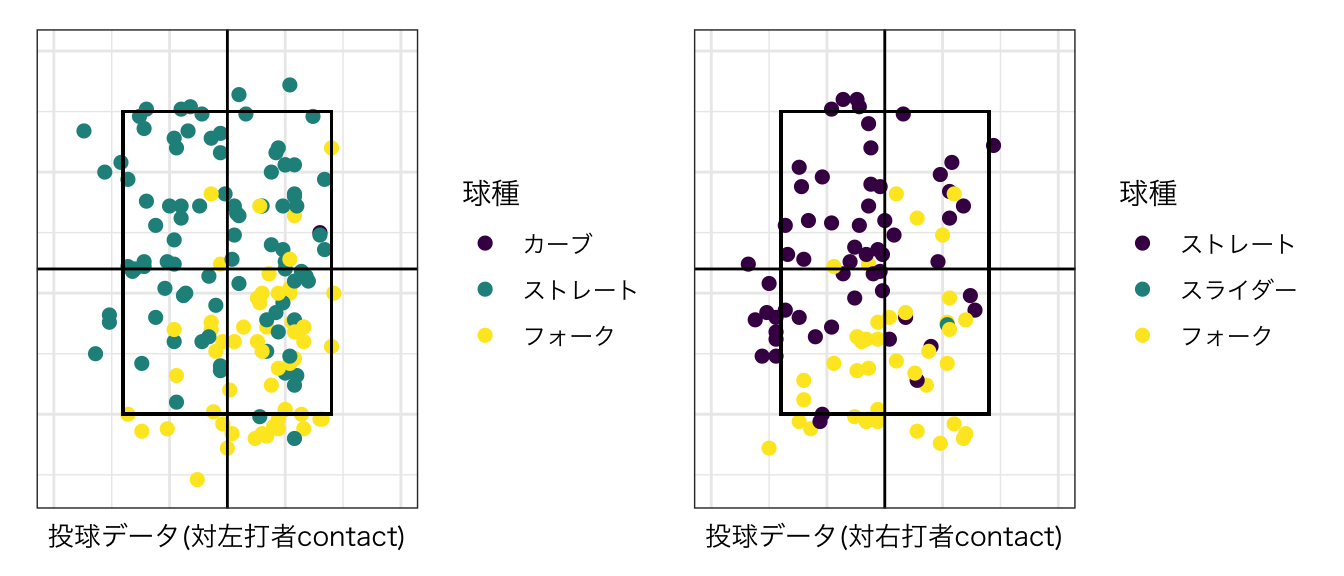 球種
カーブ
ストレート
フォーク
投球データ(対左打者contact)
球種
ストレート
スライダー
フォーク
投球データ(対右打者contact)